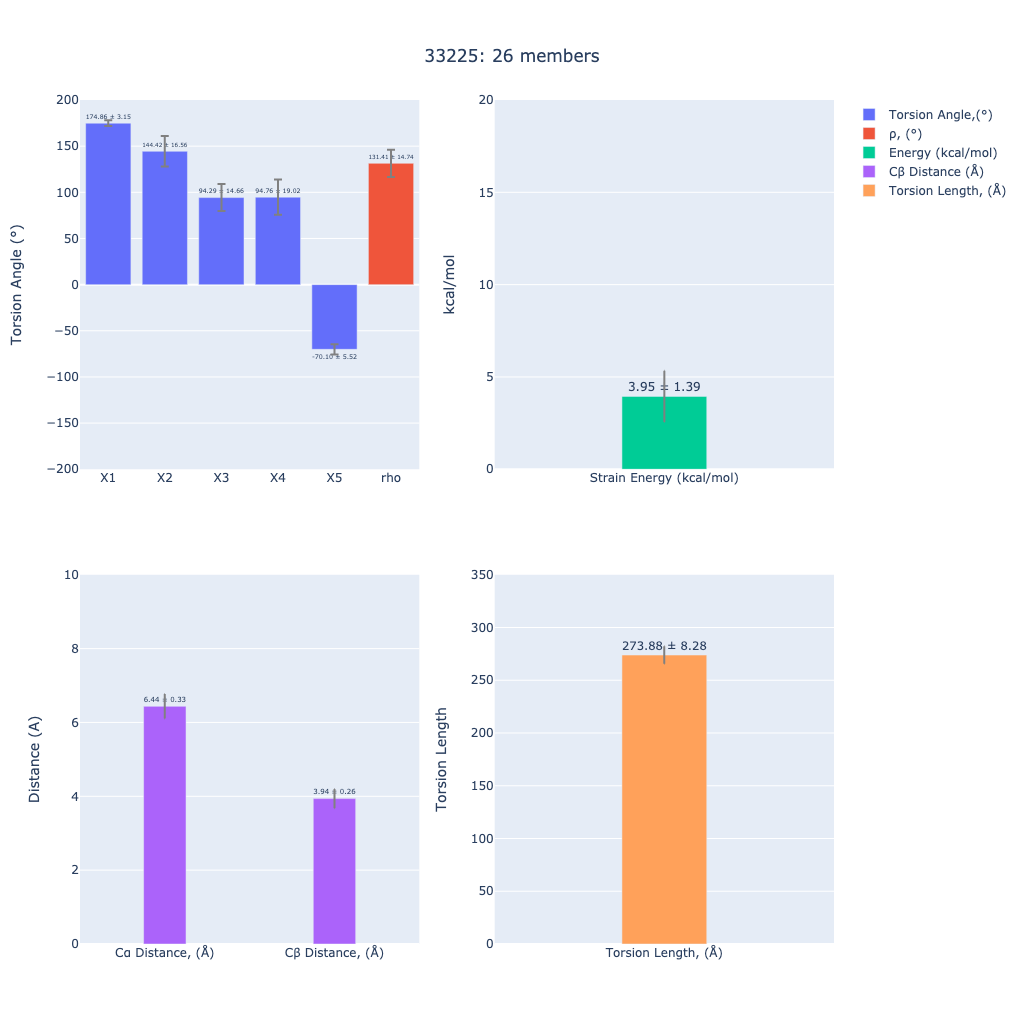 33225: 26 members
Torsion Angle (°)
200
150
100
50
0
−50
−100
−150
−200
174.86 ± 3.15
144.42 ± 16.56
94.29 ± 14.66
94.76 ± 19.02
-70.10 ± 5.52
131.41 ± 14.74
X1 X2 X3 X4 X5 rho
kcal/mol
20
15
10
5
0
3.95 ± 1.39
Strain Energy (kcal/mol)
Torsion Angle,(°)
ρ, (°)
Energy (kcal/mol)
Cβ Distance (Å)
Torsion Length, (Å)
Distance (A)
10
8
6
4
2
0
6.44 ± 0.33
3.94 ± 0.26
Cα Distance, (Å) Cβ Distance, (Å)
Torsion Length
350
300
250
200
150
100
50
0
273.88 ± 8.28
Torsion Length, (Å)